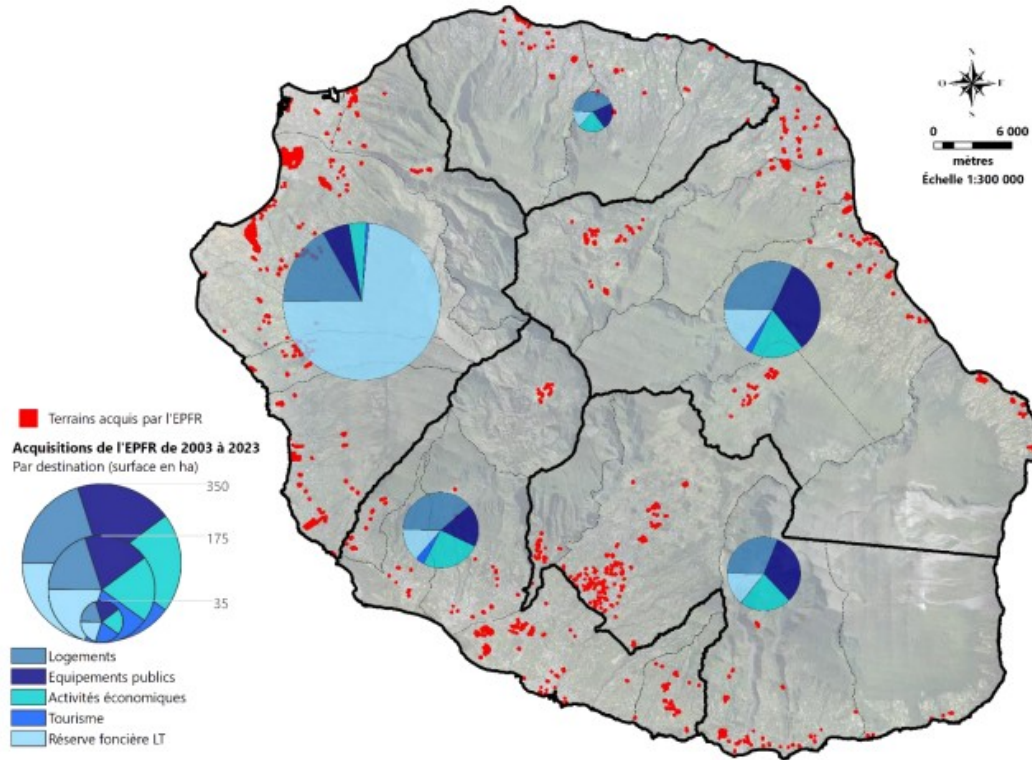 N
O E
S
0 6 000
mètres
Échelle 1:300 000
Terrains acquis par l'EPFR
Acquisitions de l'EPFR de 2003 à 2023
Par destination (surface en ha)
350
175
35
Logements
Equipements publics
Activités économiques
Tourisme
Réserve foncière LT